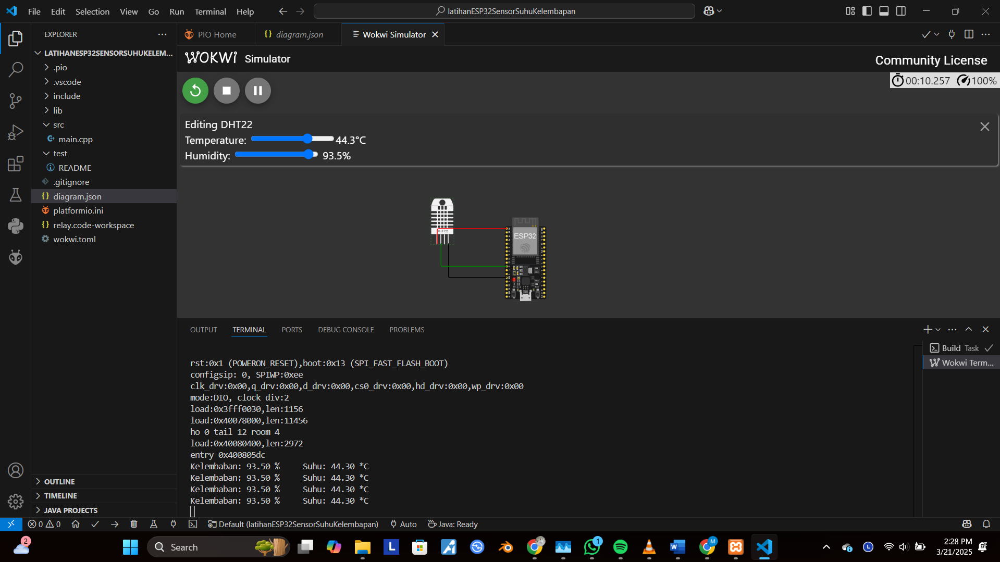 File Edit Selection View Go Run Terminal Help
latihanESP32SensorSuhuKelembapan
EXPLORER
PIO Home
diagram.json
Wokwi Simulator
LATIHANESP32SENSORSUHUKELEM...
.pio
.vscode
include
lib
src
main.cpp
test
README
.gitignore
diagram.json
platformio.ini
relay.code-workspace
wokwi.toml
OUTLINE
TIMELINE
JAVA PROJECTS
WOKWi Simulator
Community License
00:10.257 100%
Editing DHT22
Temperature: 44.3°C
Humidity: 93.5%
DHT22
ESP32
OUTPUT TERMINAL PORTS DEBUG CONSOLE PROBLEMS
Build Task
Wokwi Term...
rst:0x1 (POWERON_RESET),boot:0x13 (SPI_FAST_FLASH_BOOT)
configsip: 0, SPIWP:0xee
clk_drv:0x00,q_drv:0x00,d_drv:0x00,cs0_drv:0x00,hd_drv:0x00,wp_drv:0x00
mode:DIO, clock div:2
load:0x3fff0030,len:1156
load:0x40078000,len:11456
ho 0 tail 12 room 4
load:0x40080400,len:2972
entry 0x400805dc
Kelembaban: 93.50 % Suhu: 44.30 *C
Kelembaban: 93.50 % Suhu: 44.30 *C
Kelembaban: 93.50 % Suhu: 44.30 *C
Kelembaban: 93.50 % Suhu: 44.30 *C
0 0 Default (latihanESP32SensorSuhuKelembapan) Auto Java: Ready
2
Search
L
1
M
L
2:28 PM
3/21/2025